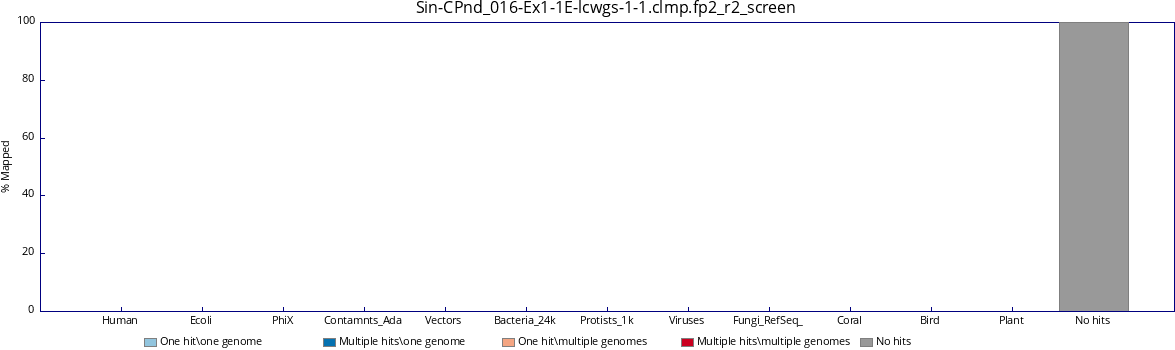 Sin-CPnd_016-Ex1-1E-lcwgs-1-1.clmp.fp2_r2_screen
100
80
60
40
20
0
% Mapped
Human Ecoli PhiX Contamnts_Ada Vectors Bacteria_24k Protists_1k Viruses Fungi_RefSeq_ Coral Bird Plant No hits
One hit\one genome Multiple hits\one genome One hit\multiple genomes Multiple hits\multiple genomes No hits